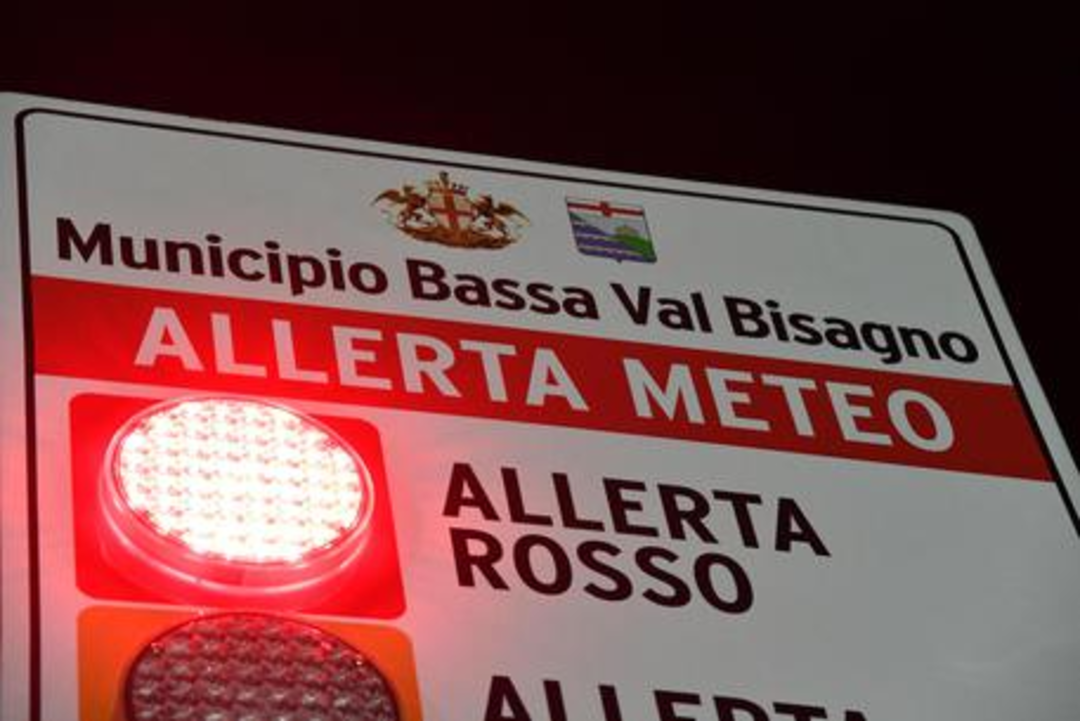 Municipio Bassa Val Bisagno
ALLERTA METEO
ALLERTA
ROSSO
ALLERTA